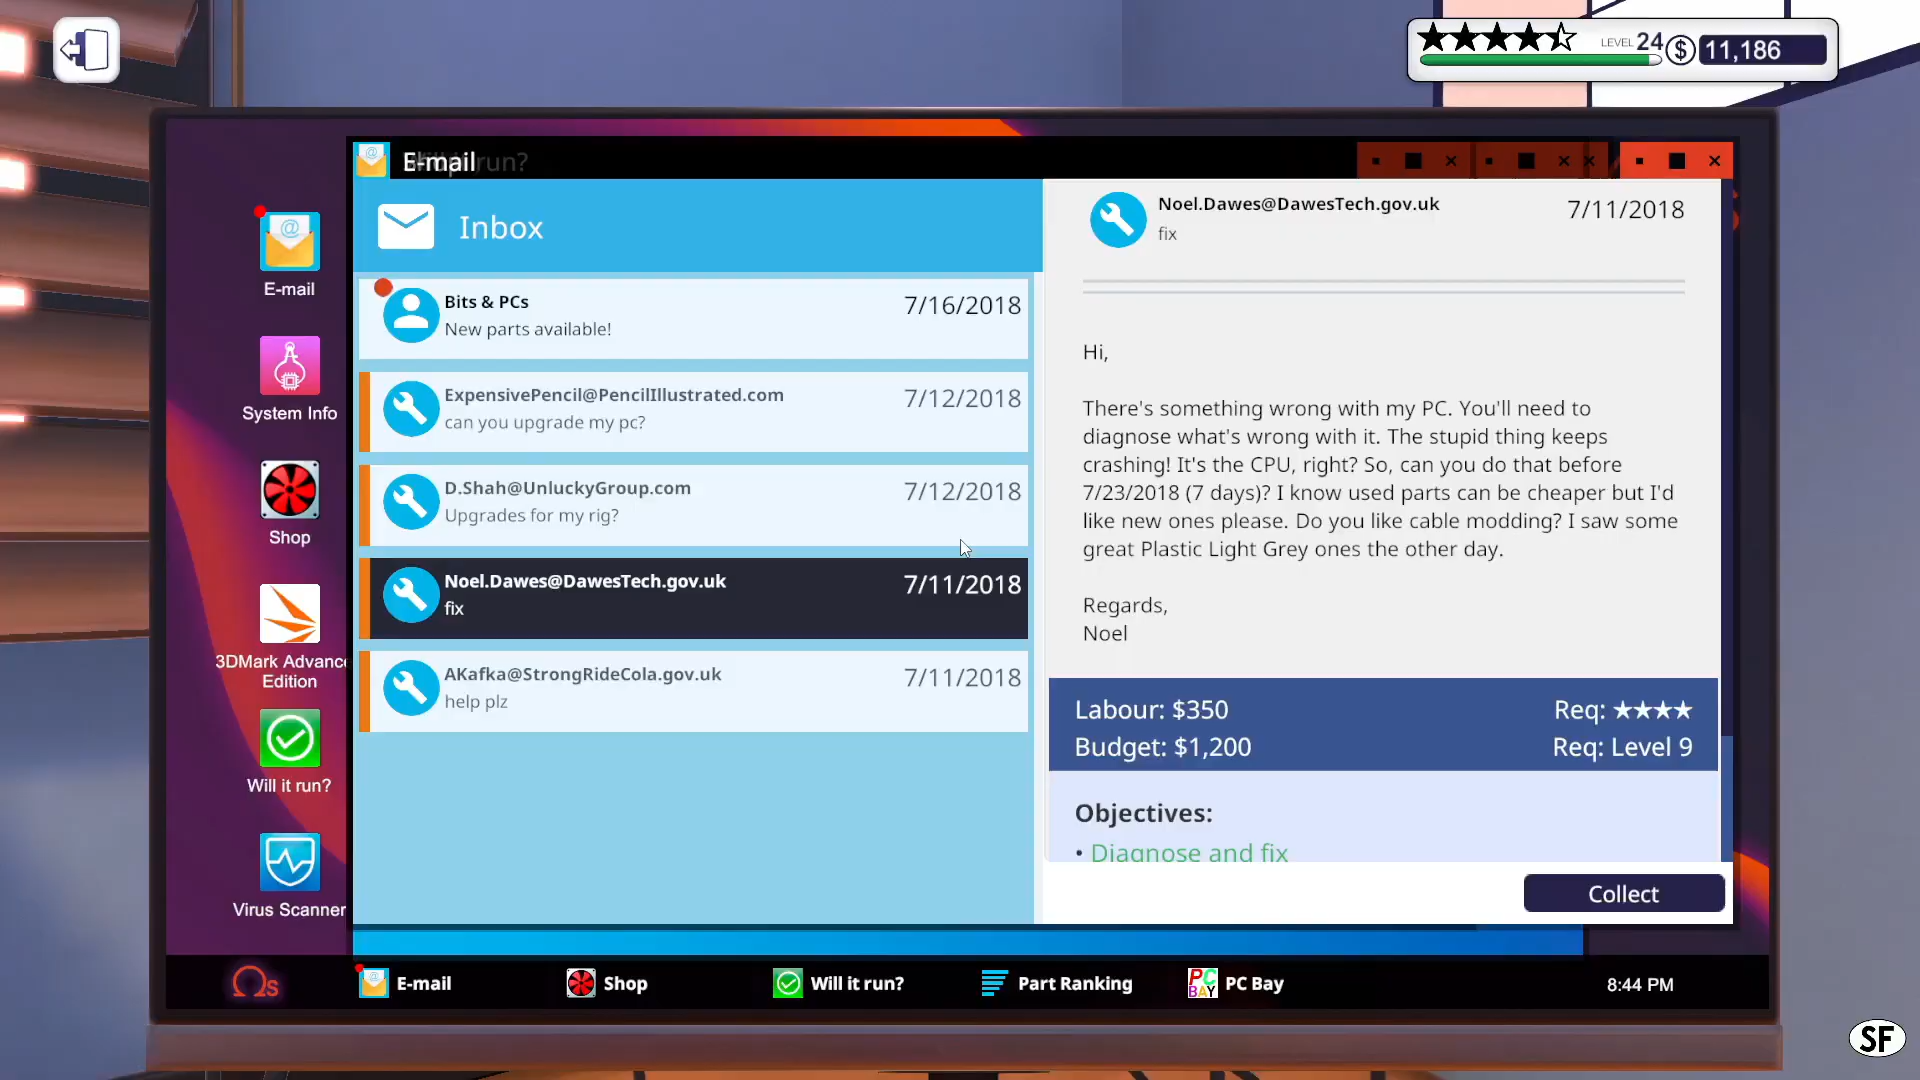 LEVEL 24
$ 11,186
E-mail
Inbox
Bits & PCs
7/16/2018
New parts available!
ExpensivePencil@PencilIllustrated.com
7/12/2018
can you upgrade my pc?
D.Shah@UnluckyGroup.com
7/12/2018
Upgrades for my rig?
Noel.Dawes@DawesTech.gov.uk
7/11/2018
fix
AKafka@StrongRideCola.gov.uk
7/11/2018
help plz
Noel.Dawes@DawesTech.gov.uk
7/11/2018
fix
Hi,
There's something wrong with my PC. You'll need to
diagnose what's wrong with it. The stupid thing keeps
crashing! It's the CPU, right? So, can you do that before
7/23/2018 (7 days)? I know used parts can be cheaper but I'd
like new ones please. Do you like cable modding? I saw some
great Plastic Light Grey ones the other day.
Regards,
Noel
Labour: $350
Req: ★★★★
Budget: $1,200
Req: Level 9
Objectives:
• Diagnose and fix
Collect
E-mail
System Info
Shop
3DMark Advance
Edition
Will it run?
Virus Scanner
Ωs
E-mail
Shop
Will it run?
Part Ranking
PC BAY
PC Bay
8:44 PM
SF